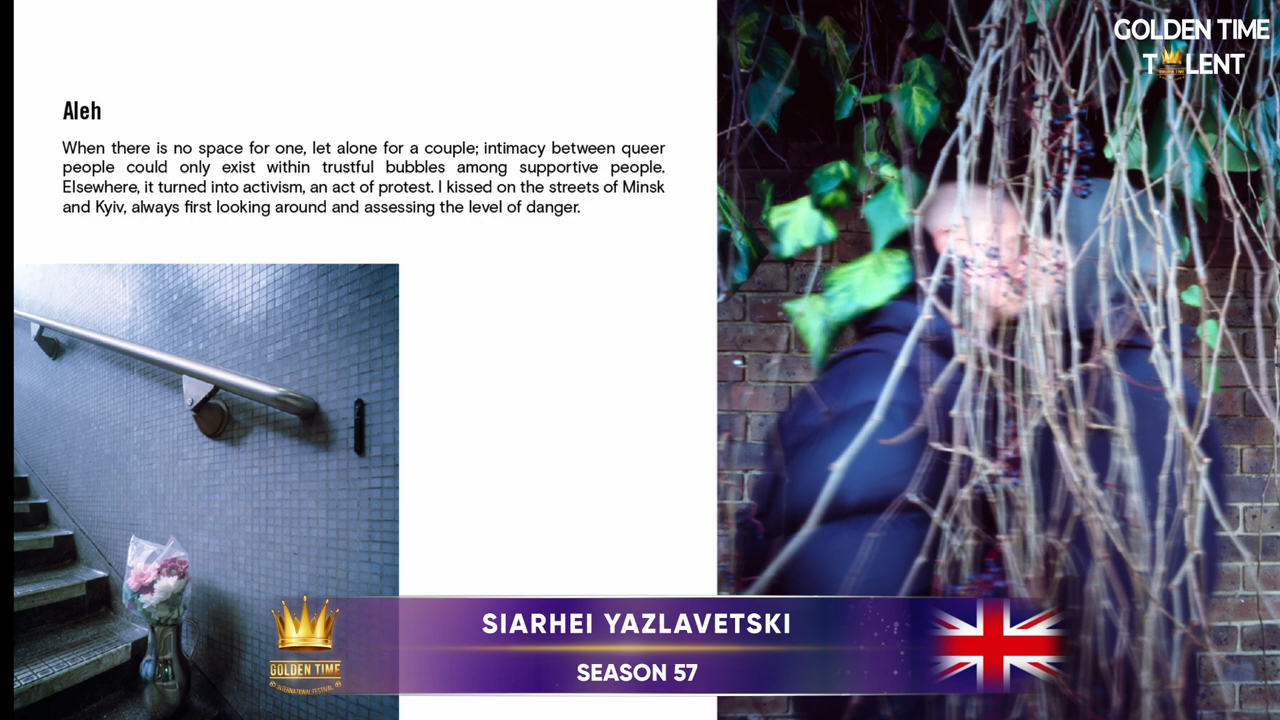 GOLDEN TIME
T LENT
Aleh
When there is no space for one, let alone for a couple; intimacy between queer
people could only exist within trustful bubbles among supportive people.
Elsewhere, it turned into activism, an act of protest. I kissed on the streets of Minsk
and Kyiv, always first looking around and assessing the level of danger.
SIARHEI YAZLAVETSKI
SEASON 57
GOLDEN TIME
INTERNATIONAL FESTIVAL